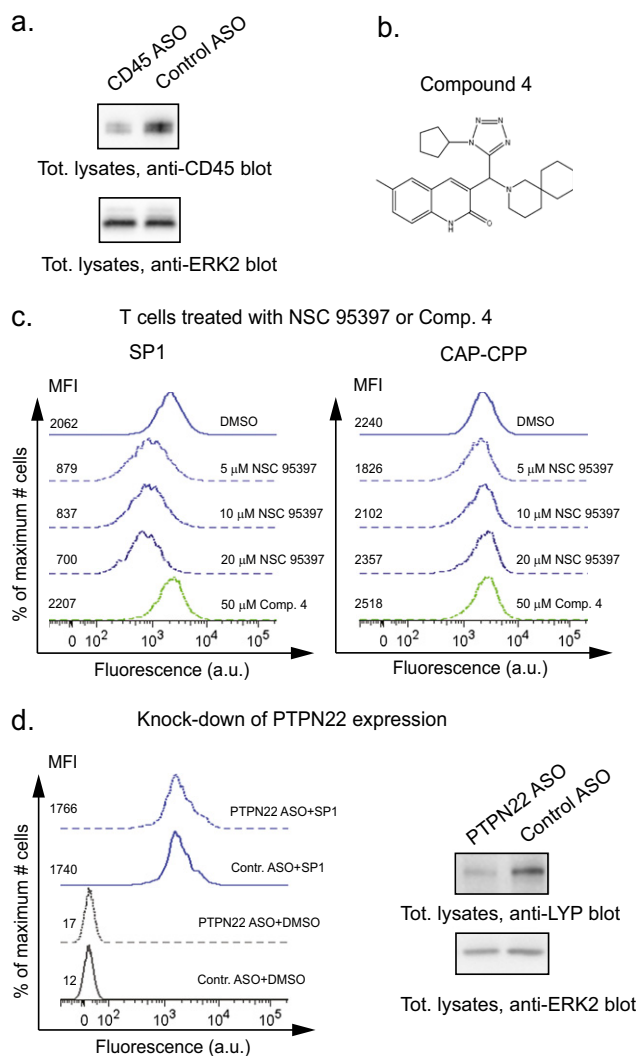 a.
CD45 ASO
Control ASO
Tot. lysates, anti-CD45 blot
Tot. lysates, anti-ERK2 blot
b.
Compound 4
N
N
N
N
N
N
H
O
c.
T cells treated with NSC 95397 or Comp. 4
SP1
MFI
2062 DMSO
879 5 μM NSC 95397
837 10 μM NSC 95397
700 20 μM NSC 95397
2207 50 μM Comp. 4
0 10² 10³ 10⁴ 10⁵
Fluorescence (a.u.)
% of maximum # cells
CAP-CPP
MFI
2240 DMSO
1826 5 μM NSC 95397
2102 10 μM NSC 95397
2357 20 μM NSC 95397
2518 50 μM Comp. 4
0 10² 10³ 10⁴ 10⁵
Fluorescence (a.u.)
d.
Knock-down of PTPN22 expression
MFI
1766 PTPN22 ASO+SP1
1740 Contr. ASO+SP1
17 PTPN22 ASO+DMSO
12 Contr. ASO+DMSO
0 10² 10³ 10⁴ 10⁵
Fluorescence (a.u.)
% of maximum # cells
PTPN22 ASO
Control ASO
Tot. lysates, anti-LYP blot
Tot. lysates, anti-ERK2 blot